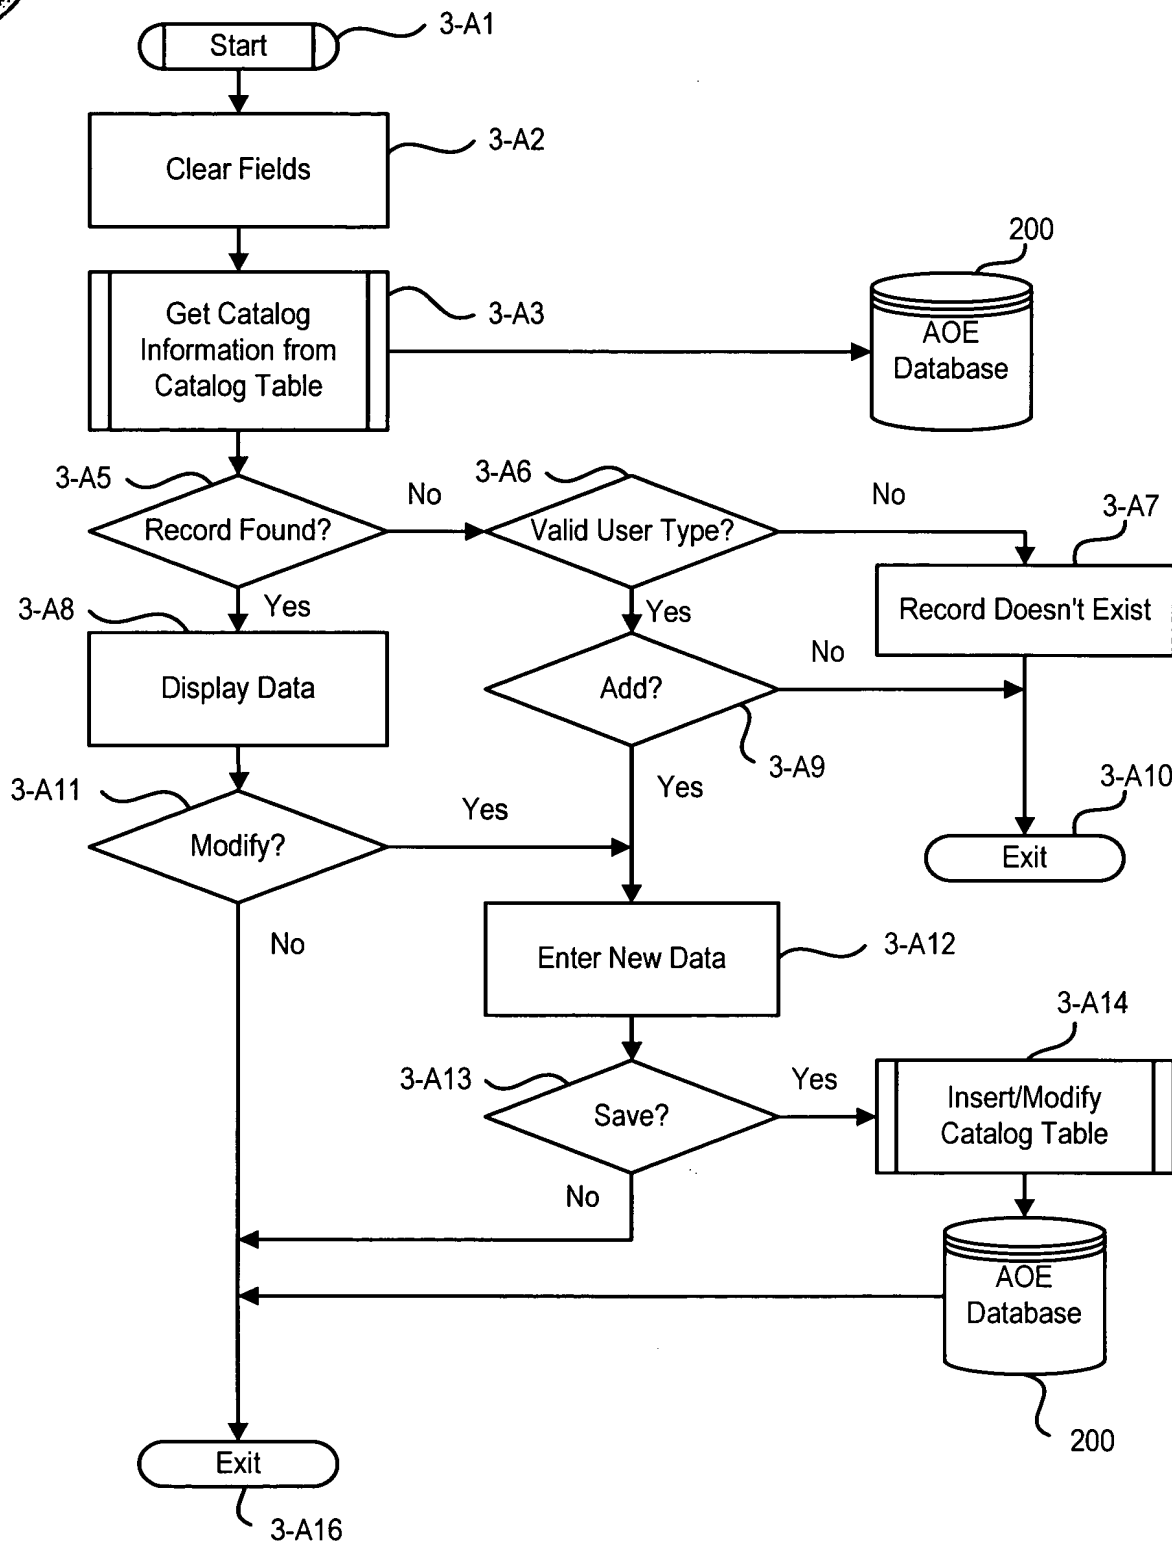 3-A1
Start
3-A2
Clear Fields
200
3-A3
Get Catalog
Information from
Catalog Table
AOE
Database
3-A5
No
3-A6
No
3-A7
Record Found?
Valid User Type?
3-A8
Yes
Yes
Record Doesn't Exist
No
Display Data
Add?
3-A9
3-A10
3-A11
Yes
Yes
Modify?
Exit
No
3-A12
Enter New Data
3-A14
3-A13
Yes
Insert/Modify
Catalog Table
Save?
No
AOE
Database
200
Exit
3-A16